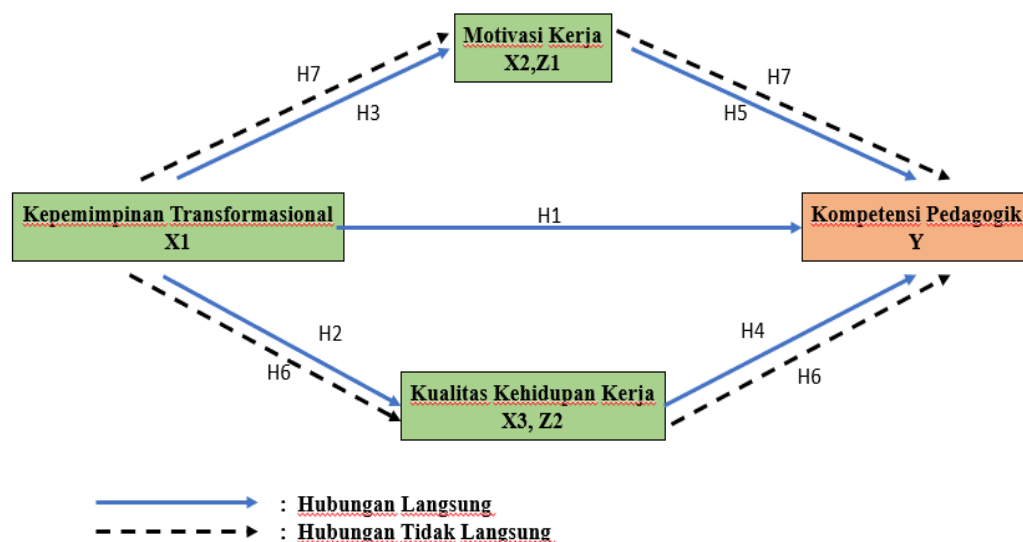 Motivasi Kerja
X2,Z1
H7
H7
H3
H5
Kepemimpinan Transformasional
X1
H1
Kompetensi Pedagogik
Y
H2
H4
H6
H6
Kualitas Kehidupan Kerja
X3, Z2
: Hubungan Langsung
: Hubungan Tidak Langsung